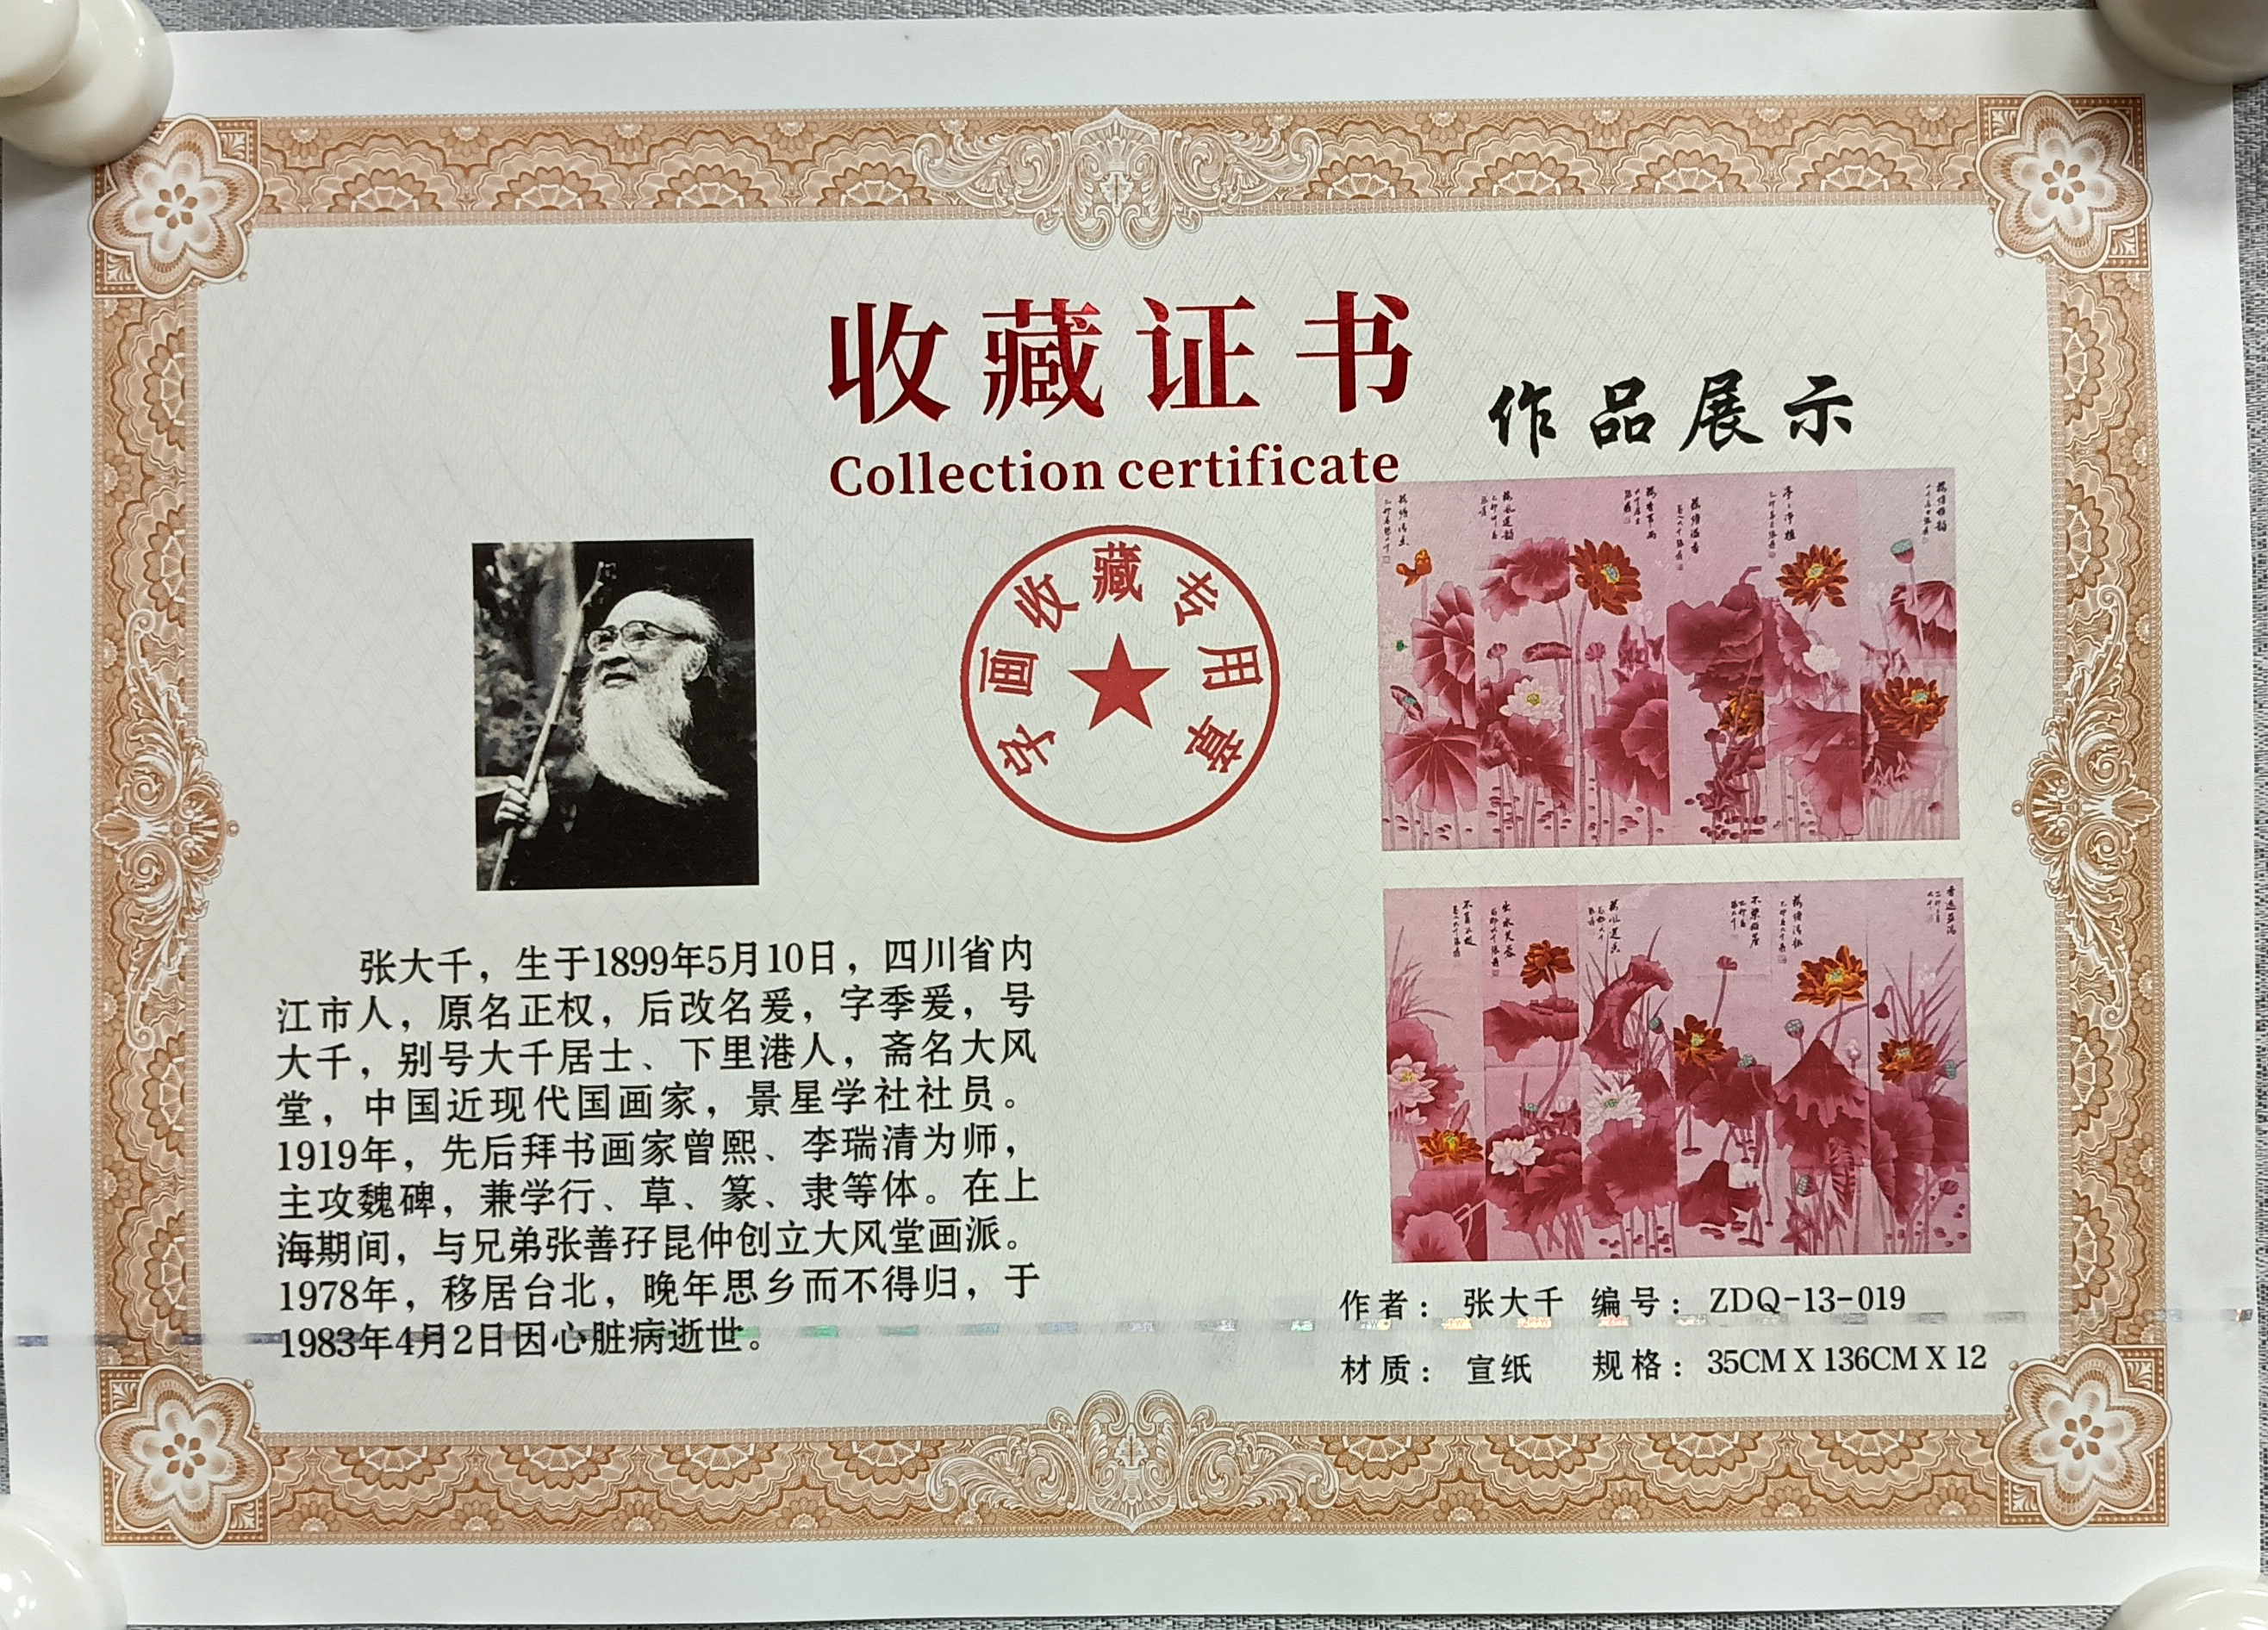 收藏证书
Collection certificate
作品展示
字画收藏专用章
张大千，生于1899年5月10日，四川省内
江市人，原名正权，后改名爰，字季爰，号
大千，别号大千居士、下里港人，斋名大风
堂，中国近现代国画家，景星学社社员。
1919年，先后拜书画家曾熙、李瑞清为师，
主攻魏碑，兼学行、草、篆、隶等体。在上
海期间，与兄弟张善孖昆仲创立大风堂画派。
1978年，移居台北，晚年思乡而不得归，于
1983年4月2日因心脏病逝世。
作者：张大千 编号：ZDQ-13-019
材质：宣纸 规格：35CM X 136CM X 12